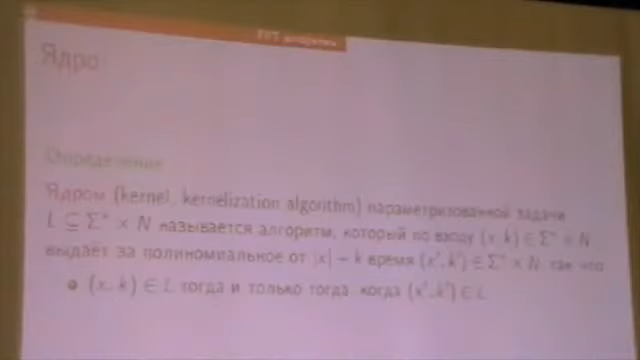 FPT алгоритмы
Ядро
Определение
Ядром (kernel, kernelization algorithm) параметризованной задачи
L ⊆ Σ* × N называется алгоритм, который по входу (x, k) ∈ Σ* × N
выдаёт за полиномиальное от |x| + k время (x', k') ∈ Σ* × N, так что
(x, k) ∈ L тогда и только тогда, когда (x', k') ∈ L